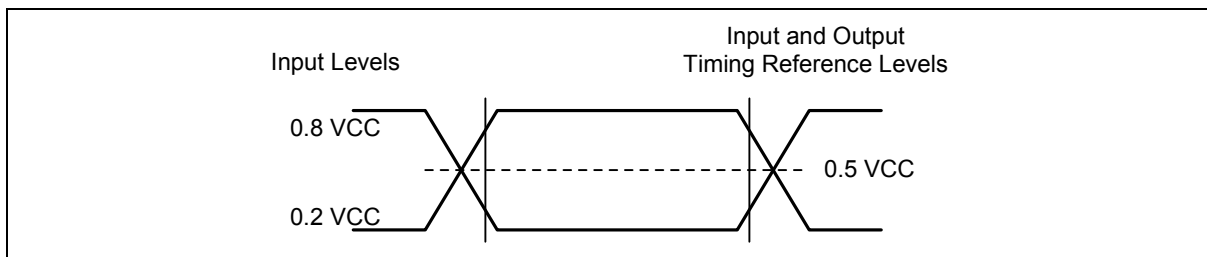 Input Levels
Input and Output
Timing Reference Levels
0.8 VCC
0.5 VCC
0.2 VCC